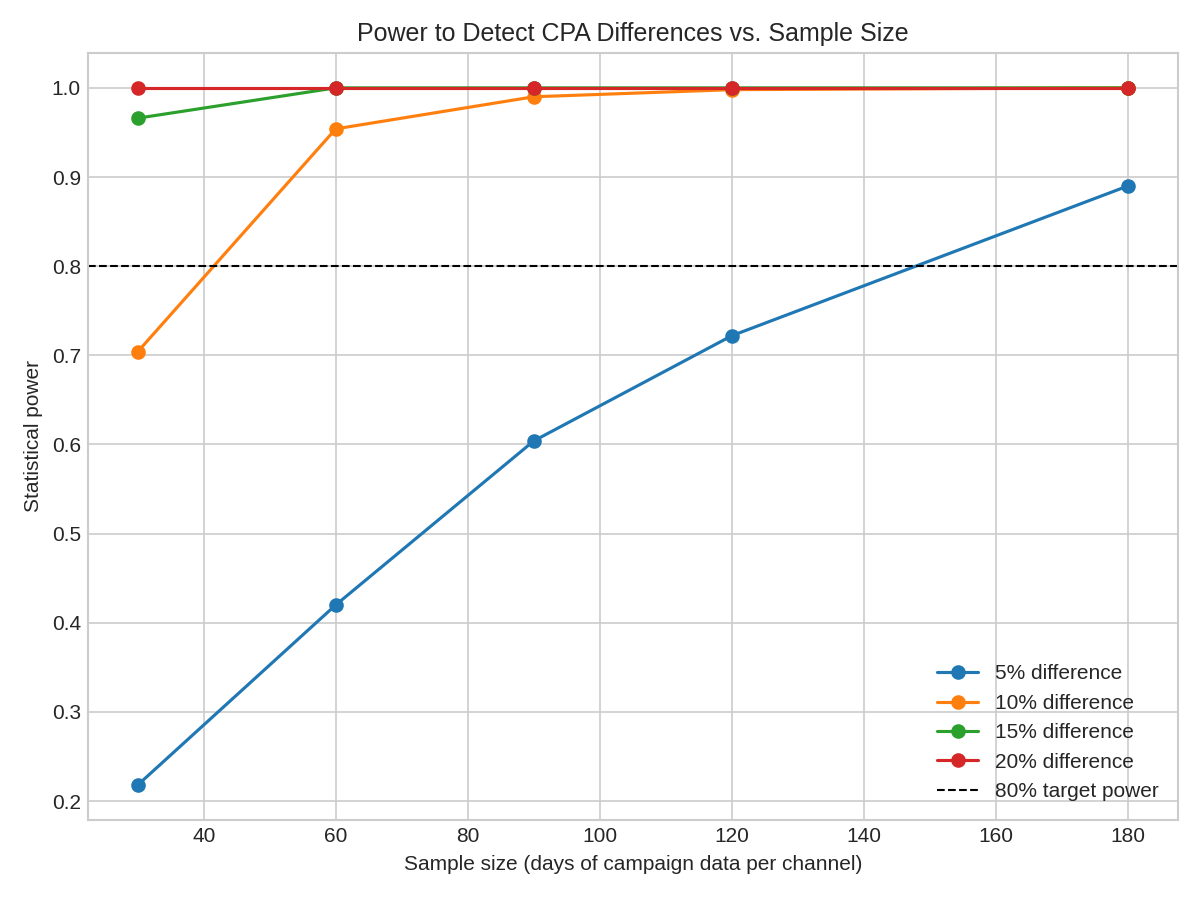 Power to Detect CPA Differences vs. Sample Size
Statistical power
1.0
0.9
0.8
0.7
0.6
0.5
0.4
0.3
0.2
5% difference
10% difference
15% difference
20% difference
80% target power
40
60
80
100
120
140
160
180
Sample size (days of campaign data per channel)